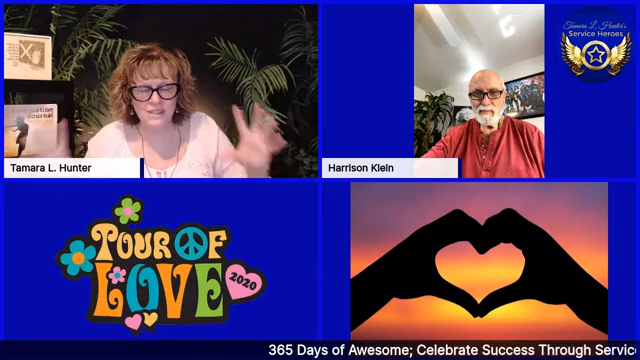 Tamara L. Hunter's
Service Heroes
Tamara L. Hunter
Harrison Klein
TOUR OF
LOVE
2020
365 Days of Awesome; Celebrate Success Through Servic